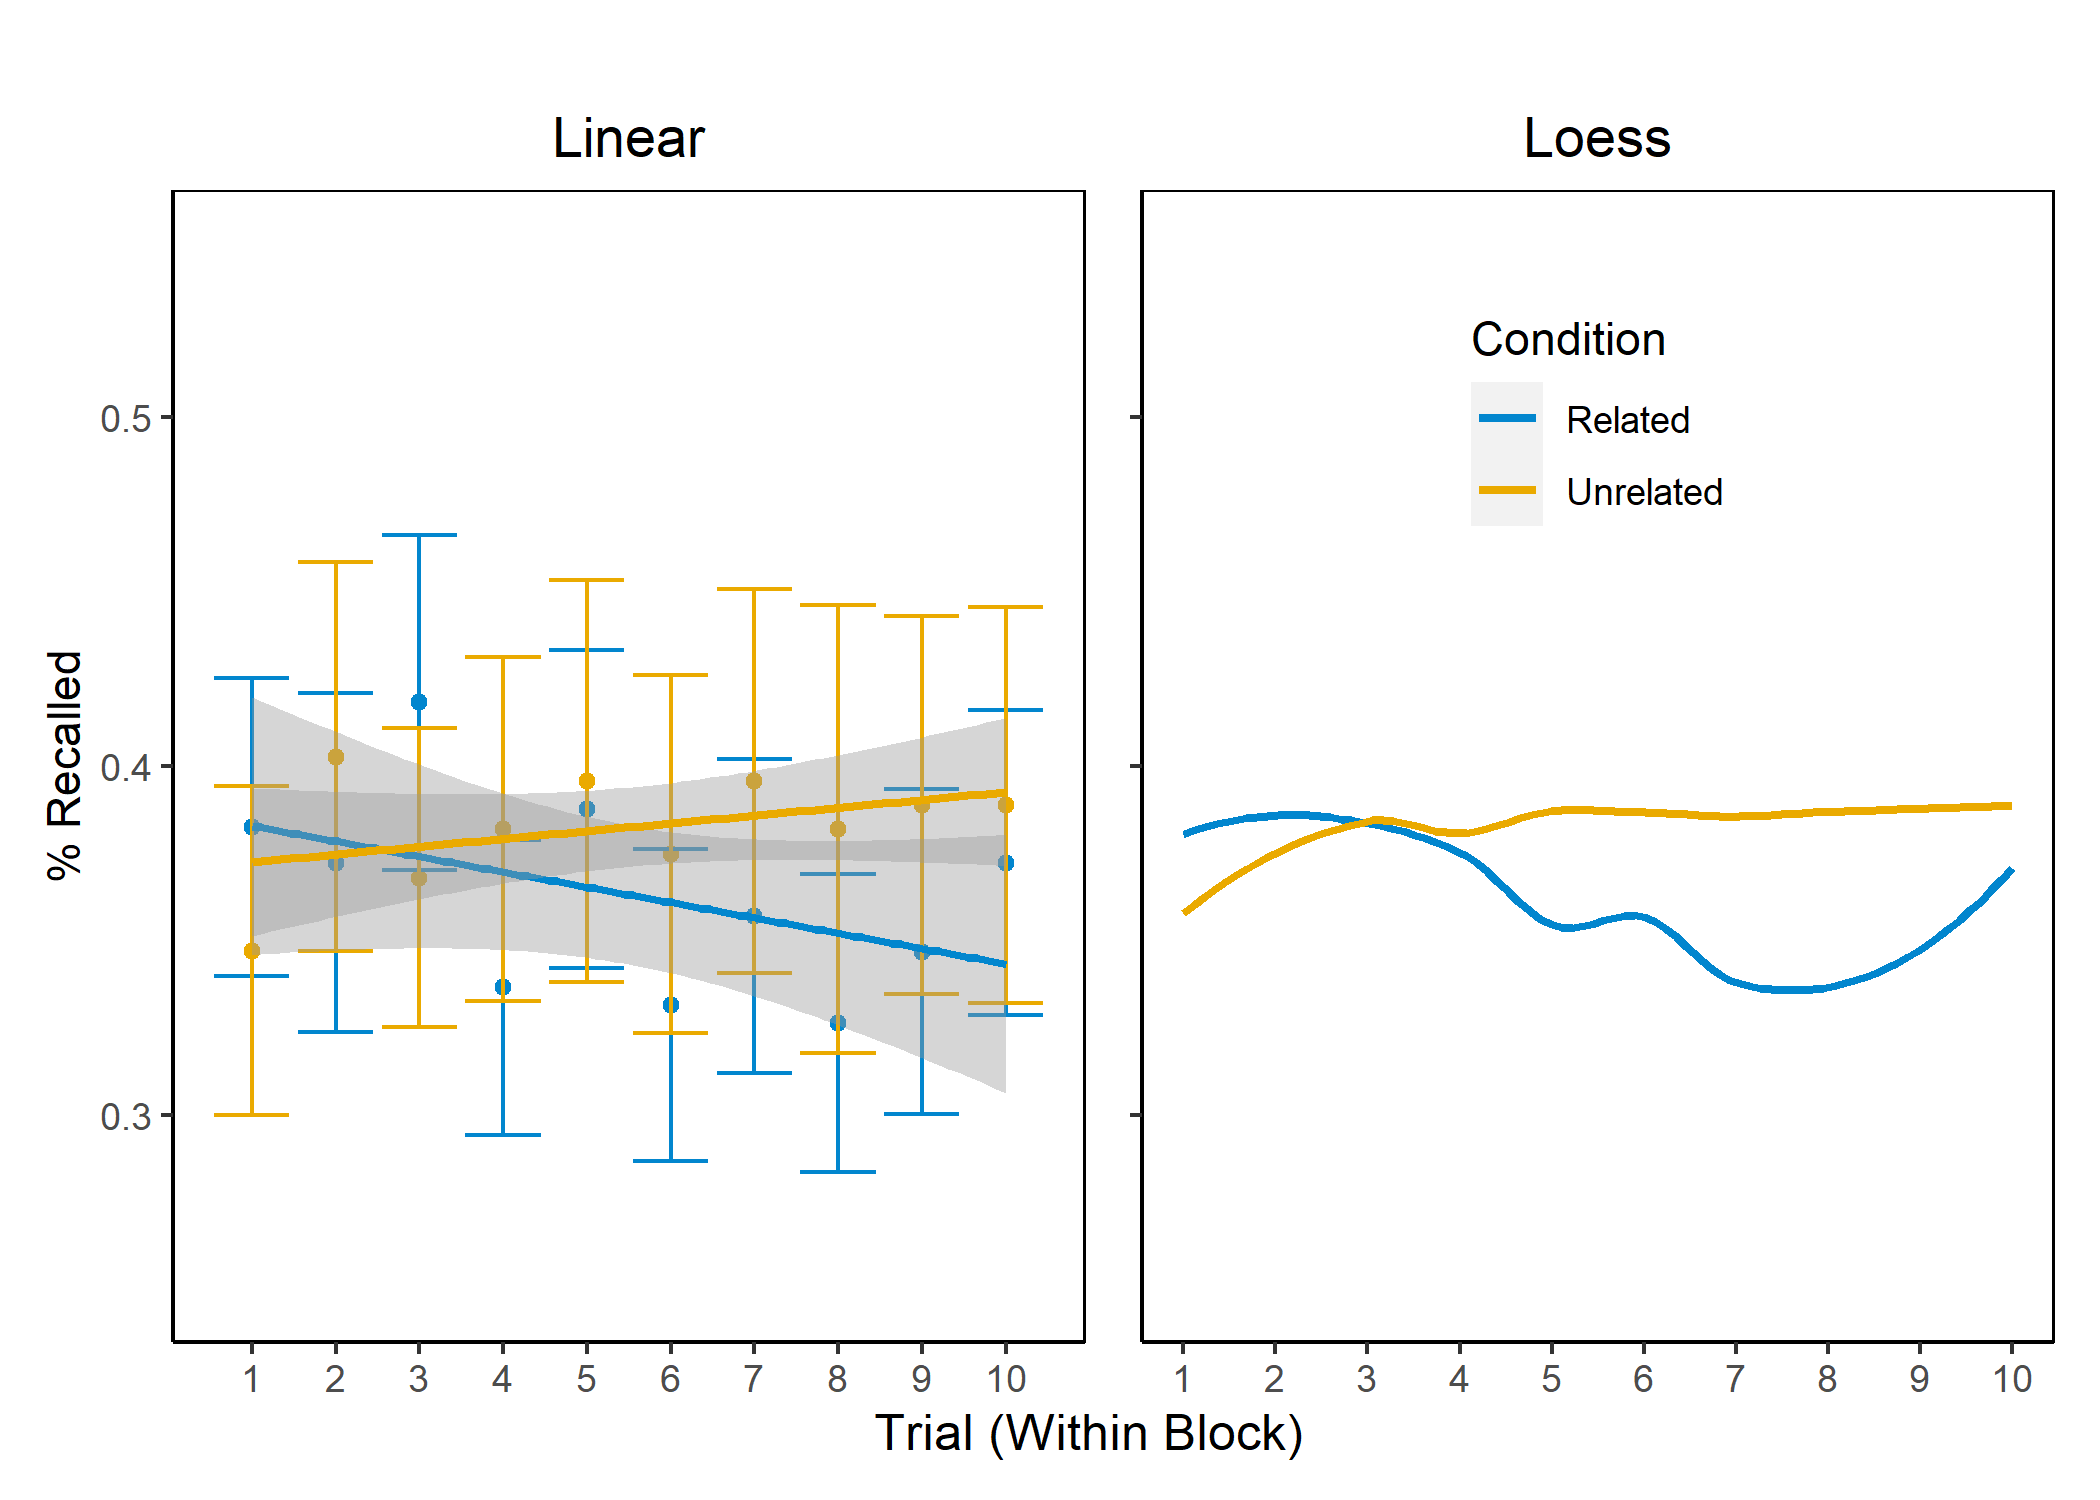 Linear
Loess
Condition
Related
Unrelated
% Recalled
0.5
0.4
0.3
1 2 3 4 5 6 7 8 9 10
1 2 3 4 5 6 7 8 9 10
Trial (Within Block)